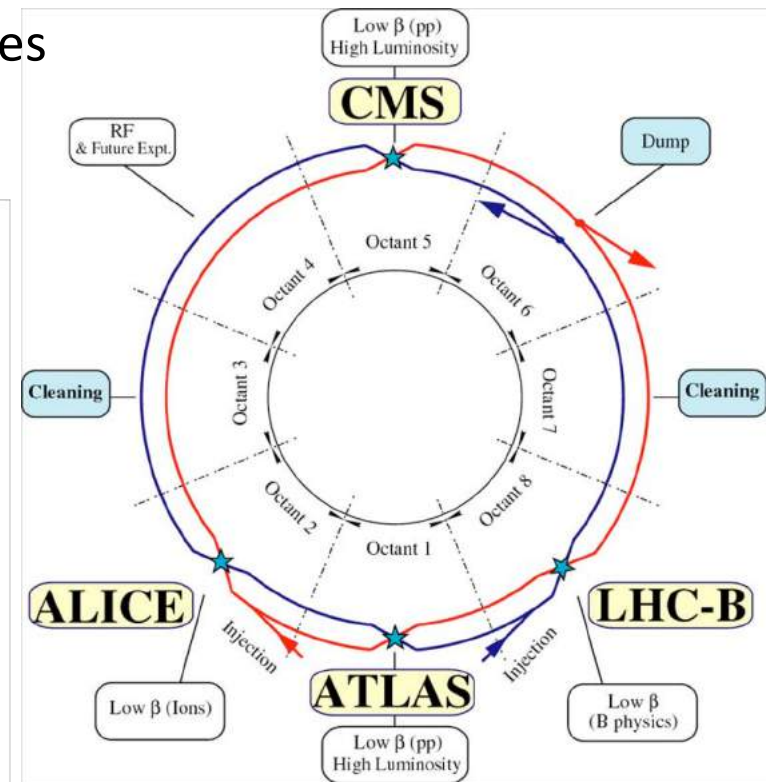 es
Low β (pp)
High Luminosity
CMS
RF
& Future Expt.
Dump
Octant 5
Octant 4
Octant 6
Cleaning
Octant 3
Octant 7
Cleaning
Octant 2
Octant 8
Octant 1
ALICE
LHC-B
Injection
Injection
ATLAS
Low β (Ions)
Low β
(B physics)
Low β (pp)
High Luminosity